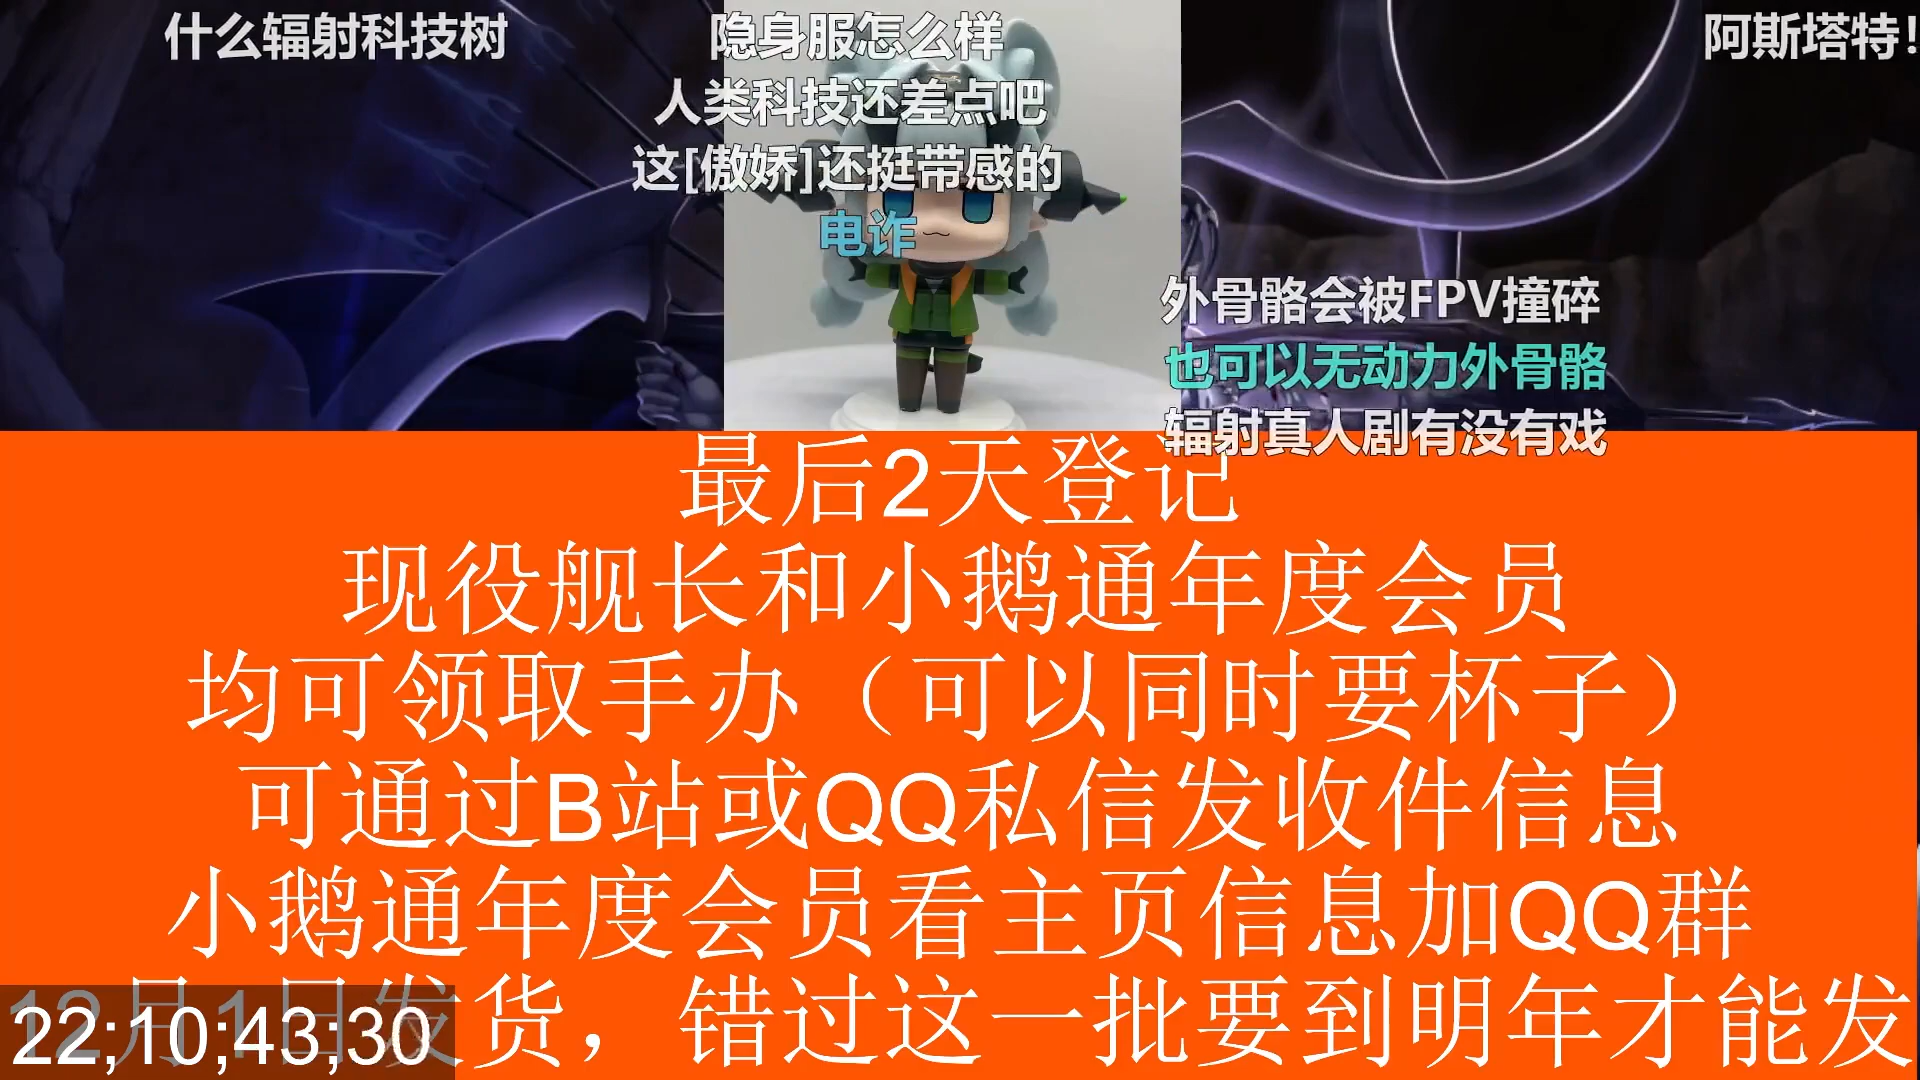 什么辐射科技树
隐身服怎么样
阿斯塔特！
人类科技还差点吧
这[傲娇]还挺带感的
电诈
外骨骼会被FPV撞碎
也可以无动力外骨骼
辐射真人剧有没有戏
最后2天登记
现役舰长和小鹅通年度会员
均可领取手办（可以同时要杯子）
可通过B站或QQ私信发收件信息
小鹅通年度会员看主页信息加QQ群
12月1日发货，错过这一批要到明年才能发
22;10;43;30